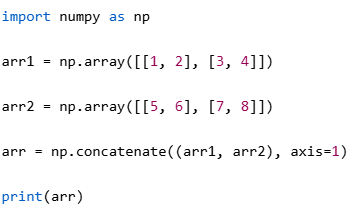 import numpy as np
arr1 = np.array([[1, 2], [3, 4]])
arr2 = np.array([[5, 6], [7, 8]])
arr = np.concatenate((arr1, arr2), axis=1)
print(arr)